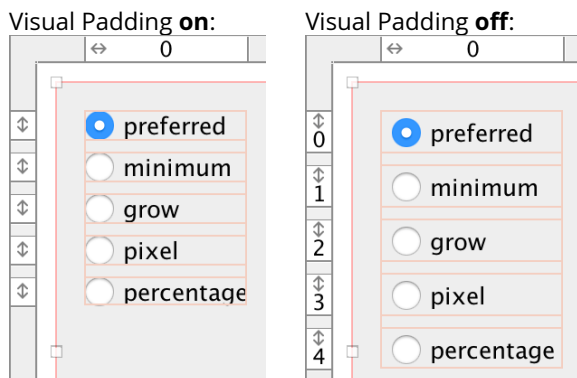 Visual Padding on:
0
preferred
minimum
grow
pixel
percentage
Visual Padding off:
0
0
preferred
1
minimum
2
grow
3
pixel
4
percentage